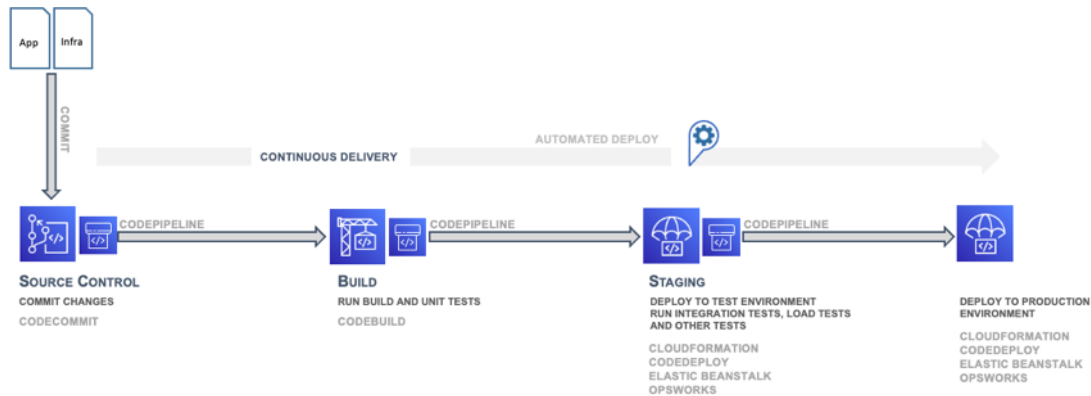 App Infra
COMMIT
AUTOMATED DEPLOY
CONTINUOUS DELIVERY
CODEPIPELINE
CODEPIPELINE
CODEPIPELINE
SOURCE CONTROL
COMMIT CHANGES
CODECOMMIT
BUILD
RUN BUILD AND UNIT TESTS
CODEBUILD
STAGING
DEPLOY TO TEST ENVIRONMENT
RUN INTEGRATION TESTS, LOAD TESTS
AND OTHER TESTS
CLOUDFORMATION
CODEDEPLOY
ELASTIC BEANSTALK
OPSWORKS
DEPLOY TO PRODUCTION
ENVIRONMENT
CLOUDFORMATION
CODEDEPLOY
ELASTIC BEANSTALK
OPSWORKS